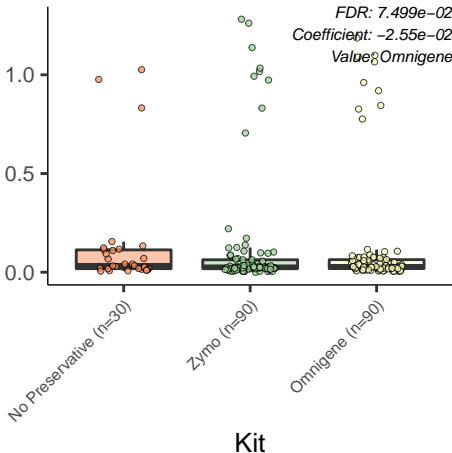 FDR: 7.499e−02
Coefficient: −2.55e−02
Value: Omnigene
1.0
0.5
0.0
No Preservative (n=30)
Zymo (n=90)
Omnigene (n=90)
Kit